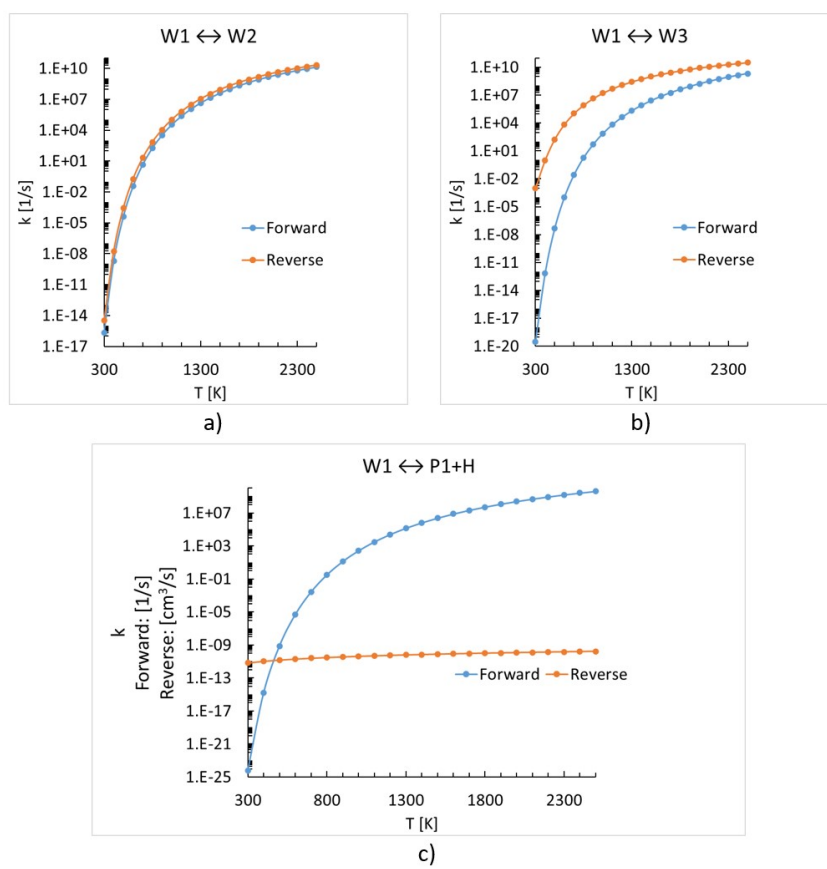 W1 ↔ W2
1.E+10
1.E+07
1.E+04
1.E+01
1.E-02
1.E-05
1.E-08
1.E-11
1.E-14
1.E-17
k [1/s]
Forward
Reverse
300 1300 2300
T [K]
a)
W1 ↔ W3
1.E+10
1.E+07
1.E+04
1.E+01
1.E-02
1.E-05
1.E-08
1.E-11
1.E-14
1.E-17
1.E-20
k [1/s]
Forward
Reverse
300 1300 2300
T [K]
b)
W1 ↔ P1+H
1.E+07
1.E+03
1.E-01
1.E-05
1.E-09
1.E-13
1.E-17
1.E-21
1.E-25
k
Forward: [1/s]
Reverse: [cm³/s]
Forward Reverse
300 800 1300 1800 2300
T [K]
c)